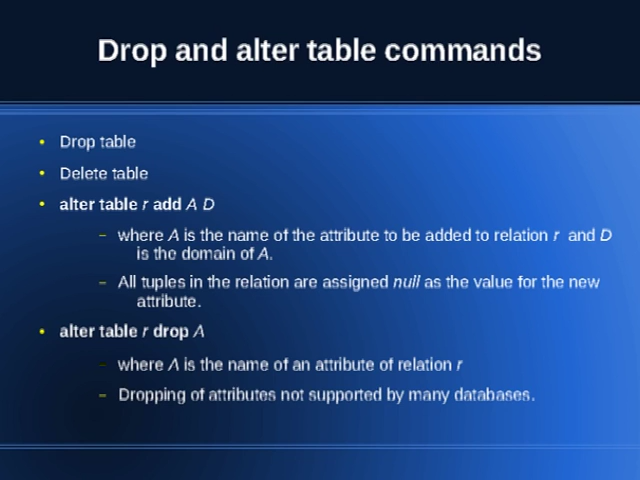 Drop and alter table commands
• Drop table
• Delete table
• alter table r add A D
– where A is the name of the attribute to be added to relation r and D
is the domain of A.
– All tuples in the relation are assigned null as the value for the new
attribute.
• alter table r drop A
– where A is the name of an attribute of relation r
– Dropping of attributes not supported by many databases.